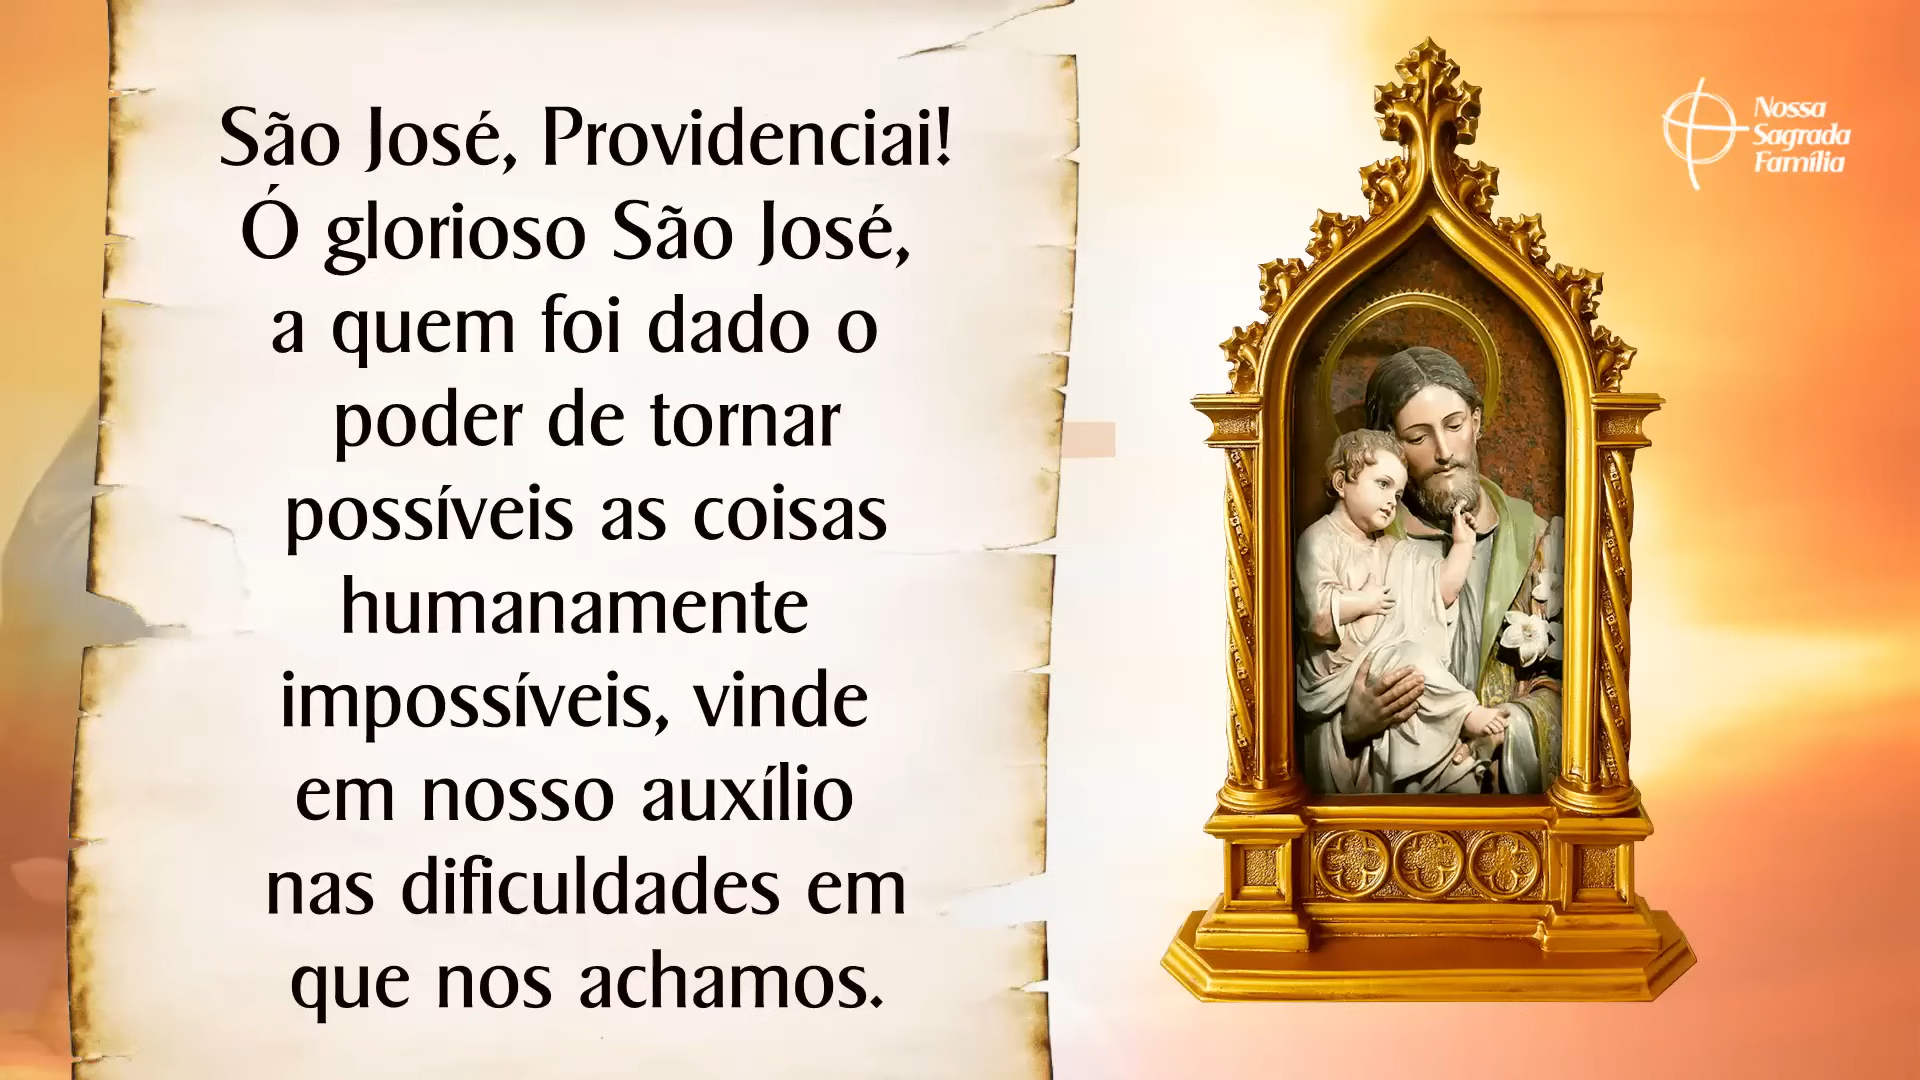 São José, Providenciai!
Ó glorioso São José,
a quem foi dado o
poder de tornar
possíveis as coisas
humanamente
impossíveis, vinde
em nosso auxílio
nas dificuldades em
que nos achamos.
Nossa
Sagrada
Família